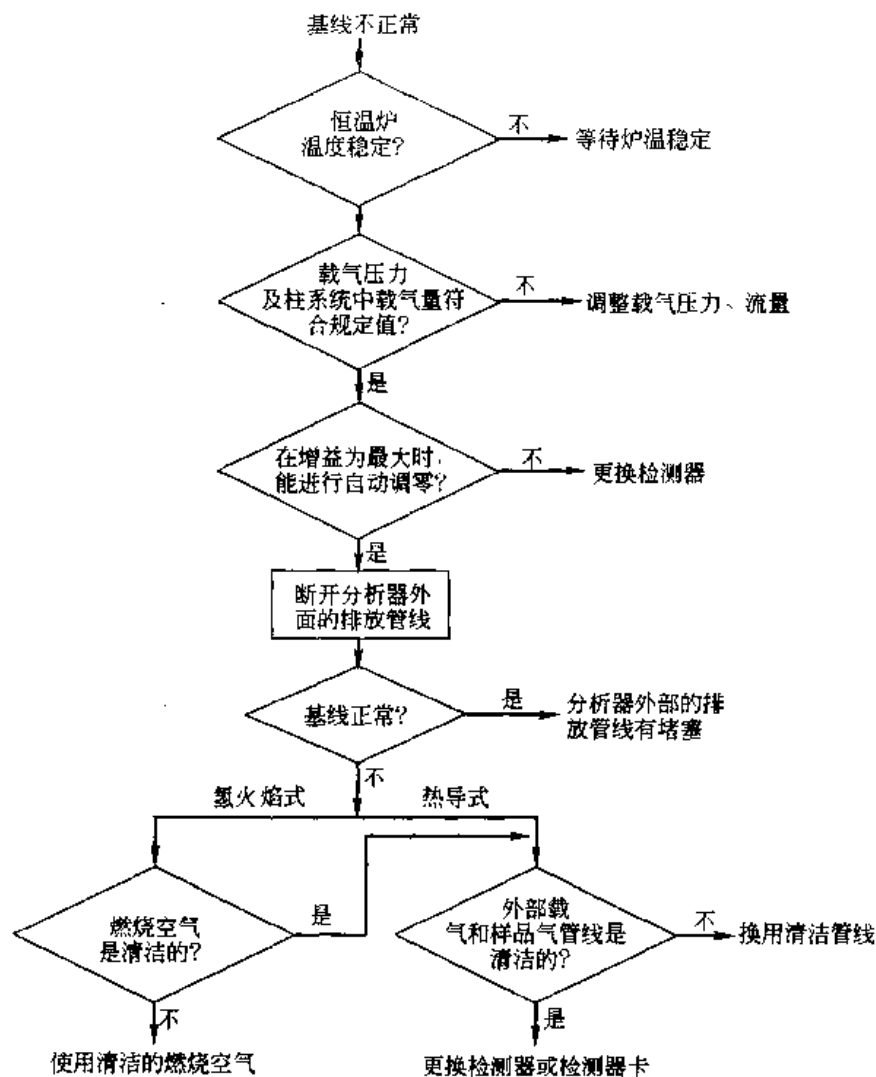 基线不正常
恒温炉
温度稳定?
不
等待炉温稳定
载气压力
及柱系统中载气量符
合规定值?
不
调整载气压力、流量
是
在增益为最大时,
能进行自动调零?
不
更换检测器
是
断开分析器外
面的排放管线
基线正常?
是
分析器外部的排
放管线有堵塞
不
氢火焰式
热导式
燃烧空气
是清洁的?
是
外部载
气和样品气管线是
清洁的?
不
换用清洁管线
不
是
使用清洁的燃烧空气
更换检测器或检测器卡